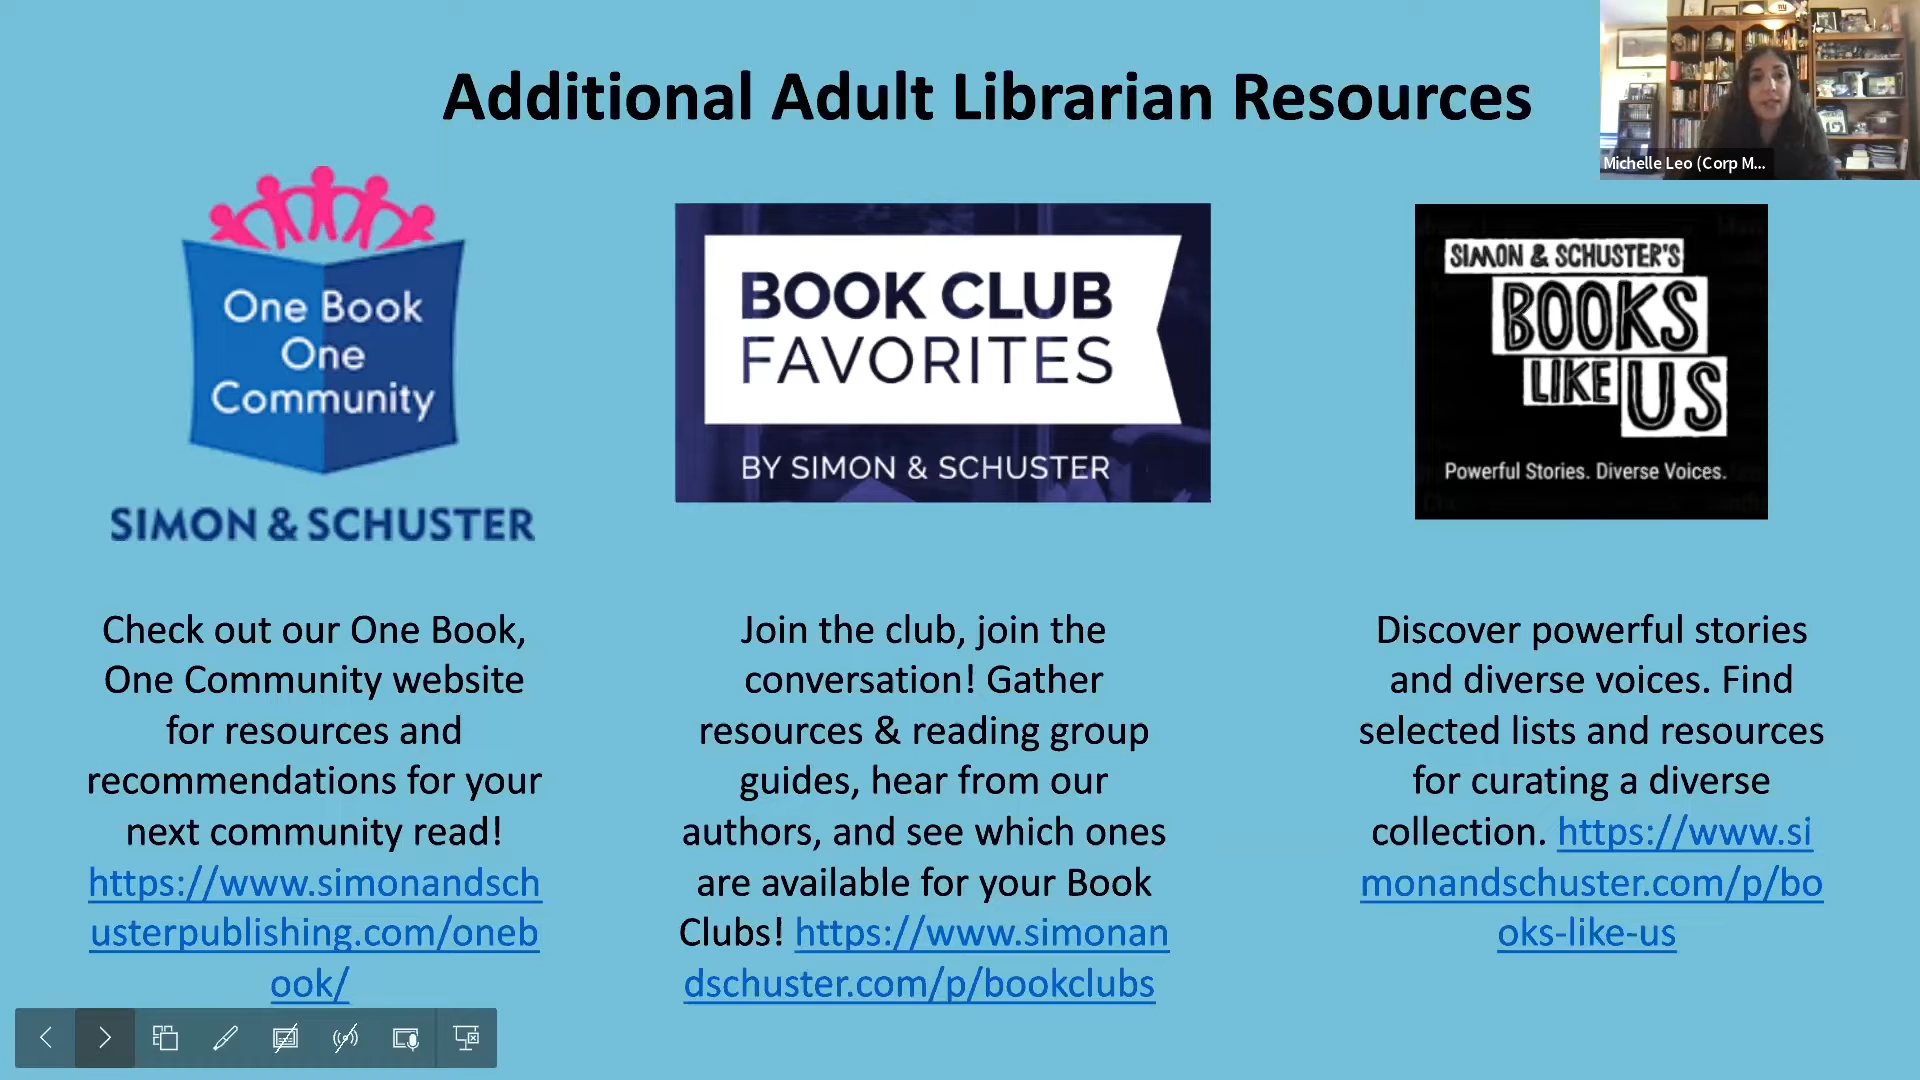 Additional Adult Librarian Resources
Michelle Leo (Corp M...
One Book
One
Community
SIMON & SCHUSTER
Check out our One Book,
One Community website
for resources and
recommendations for your
next community read!
https://www.simonandsch
usterpublishing.com/oneb
ook/
BOOK CLUB
FAVORITES
BY SIMON & SCHUSTER
Join the club, join the
conversation! Gather
resources & reading group
guides, hear from our
authors, and see which ones
are available for your Book
Clubs! https://www.simonan
dschuster.com/p/bookclubs
SIMON & SCHUSTER'S
BOOKS
LIKE US
Powerful Stories. Diverse Voices.
Discover powerful stories
and diverse voices. Find
selected lists and resources
for curating a diverse
collection. https://www.si
monandschuster.com/p/bo
oks-like-us